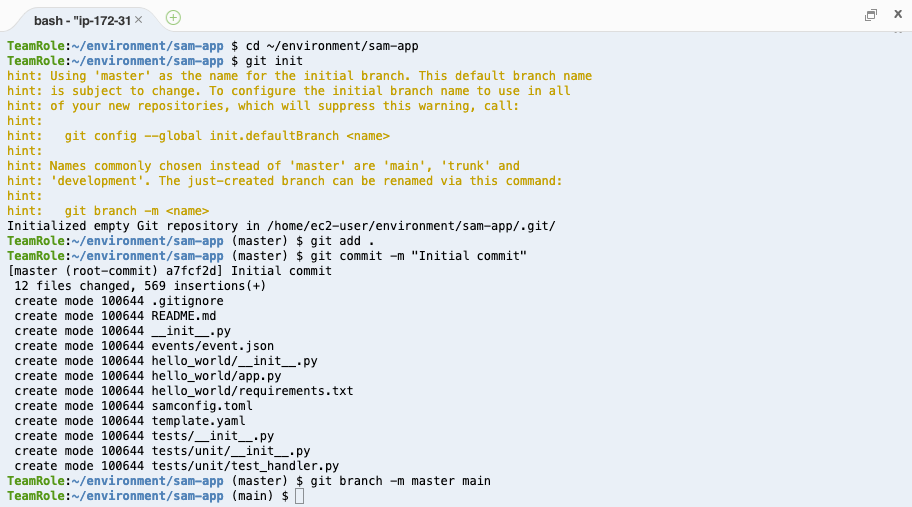 bash - "ip-172-31
TeamRole:~/environment/sam-app $ cd ~/environment/sam-app
TeamRole:~/environment/sam-app $ git init
hint: Using 'master' as the name for the initial branch. This default branch name
hint: is subject to change. To configure the initial branch name to use in all
hint: of your new repositories, which will suppress this warning, call:
hint:
hint:   git config --global init.defaultBranch <name>
hint:
hint: Names commonly chosen instead of 'master' are 'main', 'trunk' and
hint: 'development'. The just-created branch can be renamed via this command:
hint:
hint:   git branch -m <name>
Initialized empty Git repository in /home/ec2-user/environment/sam-app/.git/
TeamRole:~/environment/sam-app (master) $ git add .
TeamRole:~/environment/sam-app (master) $ git commit -m "Initial commit"
[master (root-commit) a7fcf2d] Initial commit
 12 files changed, 569 insertions(+)
 create mode 100644 .gitignore
 create mode 100644 README.md
 create mode 100644 __init__.py
 create mode 100644 events/event.json
 create mode 100644 hello_world/__init__.py
 create mode 100644 hello_world/app.py
 create mode 100644 hello_world/requirements.txt
 create mode 100644 samconfig.toml
 create mode 100644 template.yaml
 create mode 100644 tests/__init__.py
 create mode 100644 tests/unit/__init__.py
 create mode 100644 tests/unit/test_handler.py
TeamRole:~/environment/sam-app (master) $ git branch -m master main
TeamRole:~/environment/sam-app (main) $